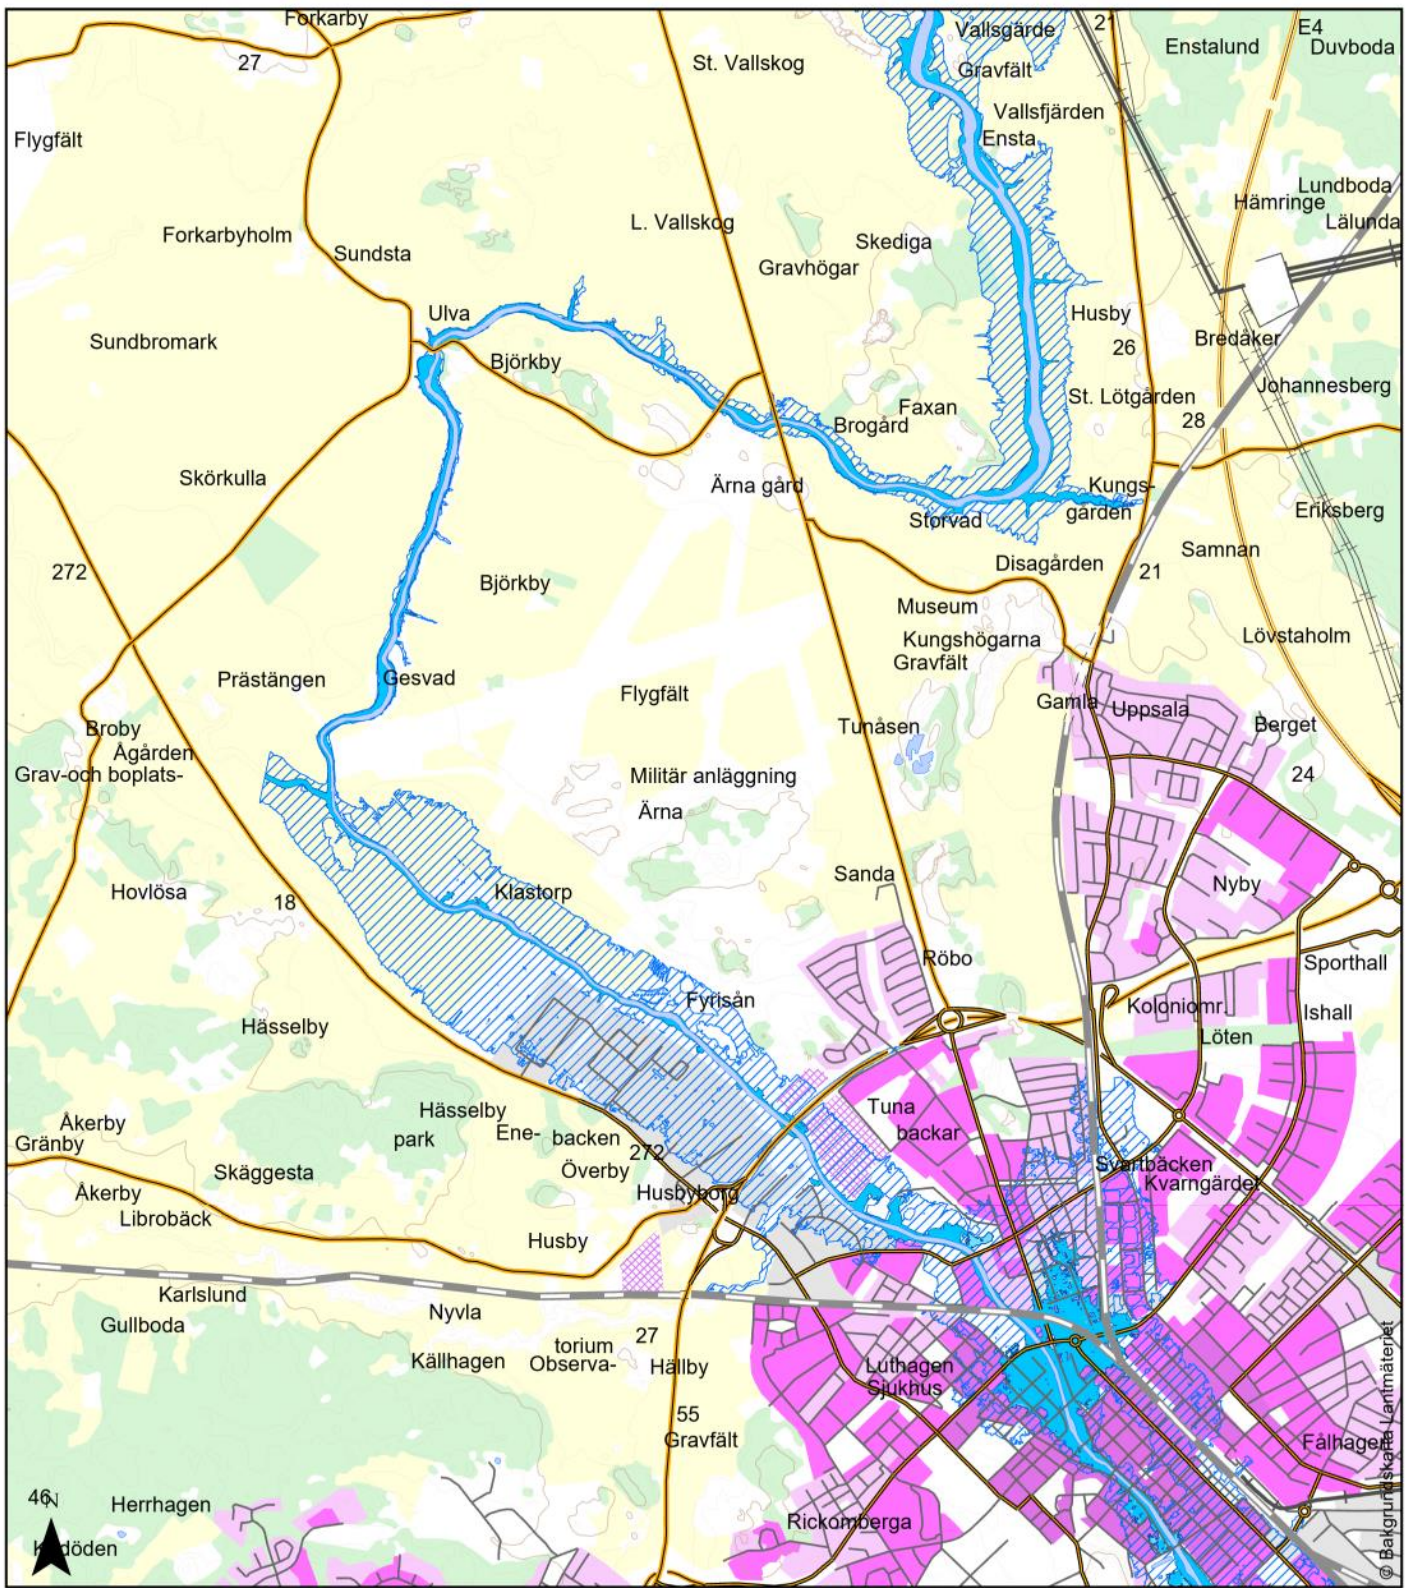 Forkarby
27
Flygfält
St. Vallskog
Vallsgärde
Gravfält
21
E4
Enstalund
Duvboda
Vallsfjärden
Ensta
Lundboda
Hämringe
Lälunda
Forkarbyholm
Sundsta
L. Vallskog
Skediga
Gravhögar
Ulva
Husby
26
Bredåker
Sundbromark
Björkby
Johannesberg
St. Lötgården
Faxan
Brogård
28
Skörkulla
Ärna gård
Kungs-
gården
Storvad
Eriksberg
272
Björkby
Disagården
21
Samnan
Museum
Kungshögarna
Gravfält
Lövstaholm
Prästängen
Gesvad
Flygfält
Gamla
Uppsala
Tunåsen
Berget
Broby
Ågården
Grav-och boplats-
Militär anläggning
24
Ärna
Hovlösa
18
Klastorp
Sanda
Nyby
Röbo
Sporthall
Hässelby
Fyrisån
Koloniomr.
Ishall
Löten
Åkerby
Gränby
Hässelby
park
Ene-
backen
272
Överby
Tuna
backar
Skäggesta
Svartbäcken
Kvarngärdet
Åkerby
Librobäck
Husbyborg
Husby
Karlslund
Gullboda
Nyvla
27
torium
Observa-
Källhagen
Hällby
Luthagen
Sjukhus
55
Gravfält
Fålhagen
46
N
Herrhagen
Rickomberga
© Bakgrundskarta Lantmäteriet